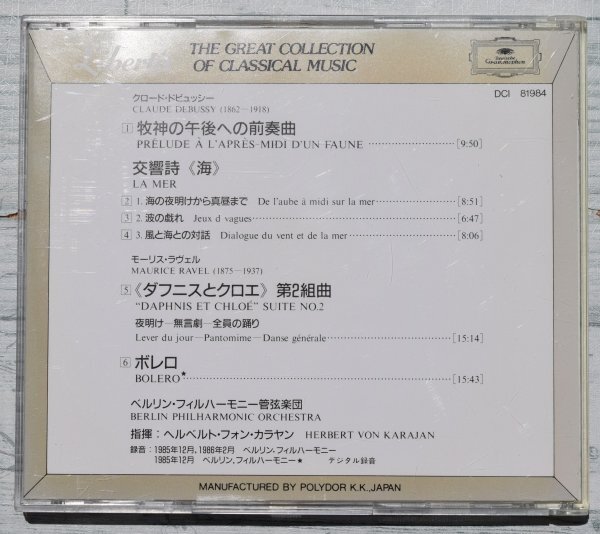 THE GREAT COLLECTION
OF CLASSICAL MUSIC
Deutsche
Grammophon
DCI 81984
クロード・ドビュッシー
CLAUDE DEBUSSY (1862—1918)
1 牧神の午後への前奏曲
PRÉLUDE À L'APRÈS-MIDI D'UN FAUNE [9:50]
交響詩《海》
LA MER
2 1. 海の夜明けから真昼まで De l'aube à midi sur la mer [8:51]
3 2. 波の戯れ Jeux d vagues [6:47]
4 3. 風と海との対話 Dialogue du vent et de la mer [8:06]
モーリス・ラヴェル
MAURICE RAVEL (1875—1937)
5 《ダフニスとクロエ》第2組曲
"DAPHNIS ET CHLOÉ" SUITE NO.2
夜明け—無言劇—全員の踊り
Lever du jour—Pantomime—Danse générale [15:14]
6 ボレロ
BOLERO★ [15:43]
ベルリン・フィルハーモニー管弦楽団
BERLIN PHILHARMONIC ORCHESTRA
指揮：ヘルベルト・フォン・カラヤン HERBERT VON KARAJAN
録音：1985年12月，1986年2月 ベルリン、フィルハーモニー
1985年12月 ベルリン、フィルハーモニー★ デジタル録音
MANUFACTURED BY POLYDOR K.K., JAPAN